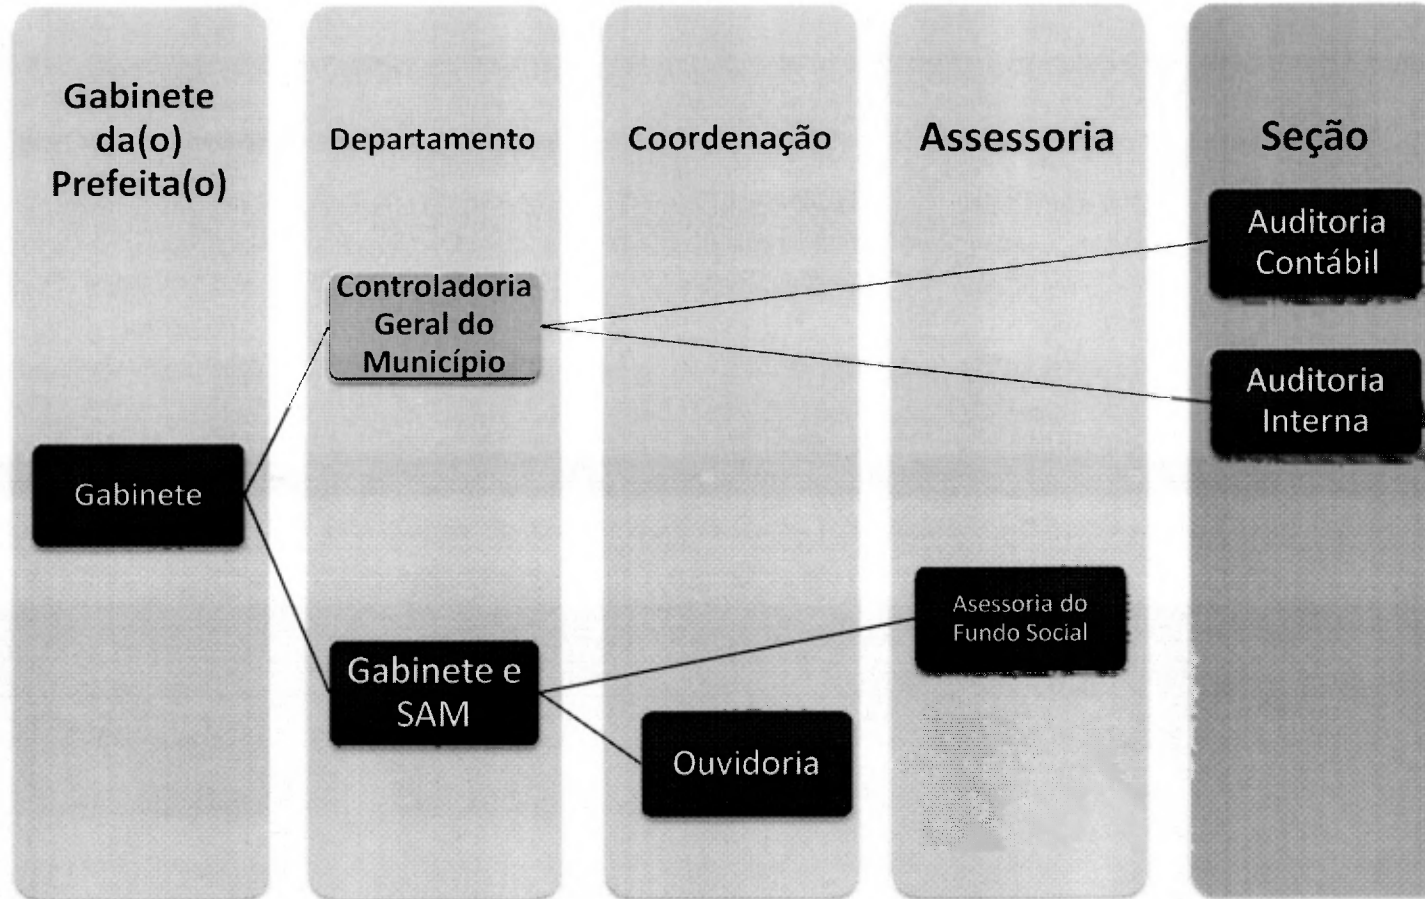 Gabinete
da(o)
Prefeita(o)
Departamento
Coordenação
Assessoria
Seção
Auditoria
Contábil
Controladoria
Geral do
Município
Auditoria
Interna
Gabinete
Asessoria do
Fundo Social
Gabinete e
SAM
Ouvidoria